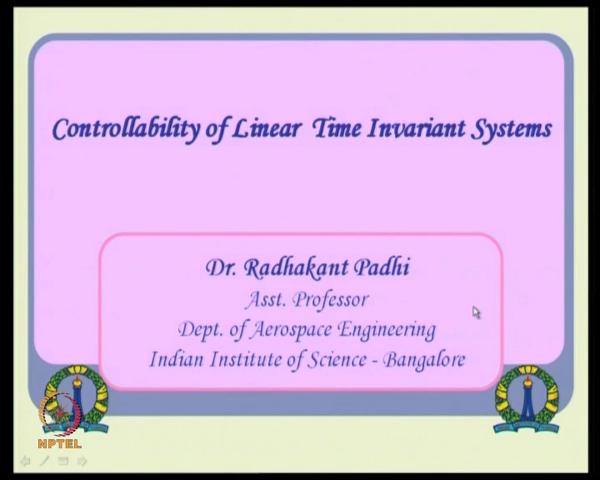 Controllability of Linear Time Invariant Systems
Dr. Radhakant Padhi
Asst. Professor
Dept. of Aerospace Engineering
Indian Institute of Science - Bangalore
NPTEL